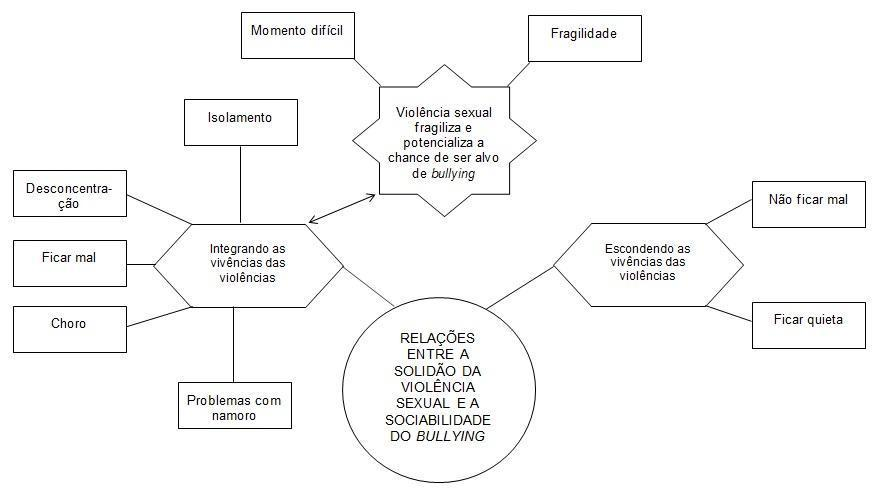 Momento difícil
Fragilidade
Violência sexual
fragiliza e
potencializa a
chance de ser alvo
de bullying
Isolamento
Desconcentra-
ção
Ficar mal
Choro
Integrando as
vivências das
violências
Problemas com
namoro
RELAÇÕES
ENTRE A
SOLIDÃO DA
VIOLÊNCIA
SEXUAL E A
SOCIABILIDADE
DO BULLYING
Escondendo as
vivências das
violências
Não ficar mal
Ficar quieta